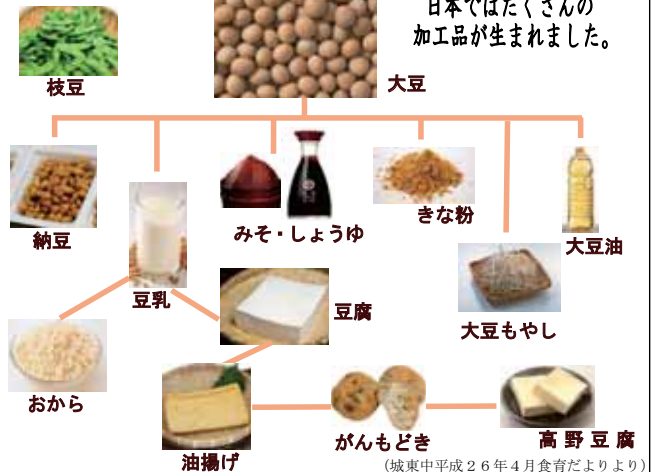 日本ではたくさんの
加工品が生まれました。
枝豆
大豆
納豆
豆乳
みそ・しょうゆ
きな粉
大豆もやし
大豆油
豆腐
おから
油揚げ
がんもどき
高野豆腐
(城東中平成26年4月食育だよりより)